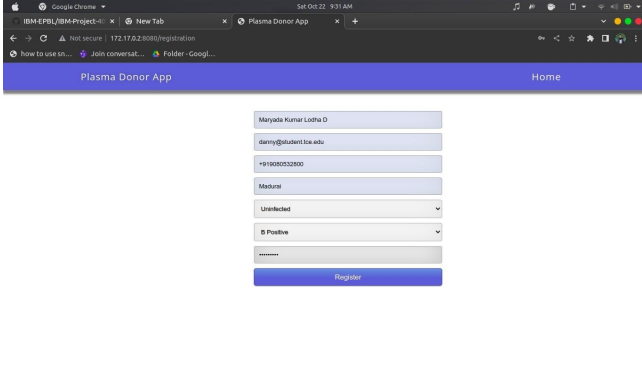 Google Chrome
Sat Oct 22 9:31 AM
IBM-EPBL/IBM-Project-40
New Tab
Plasma Donor App
Not secure | 172.17.0.2:8080/registration
how to use sn...
Join conversat...
Folder - Googl...
Plasma Donor App
Home
Maryada Kumar Lodha D
danny@student.tce.edu
+919080532800
Madurai
Uninfected
B Positive
Register